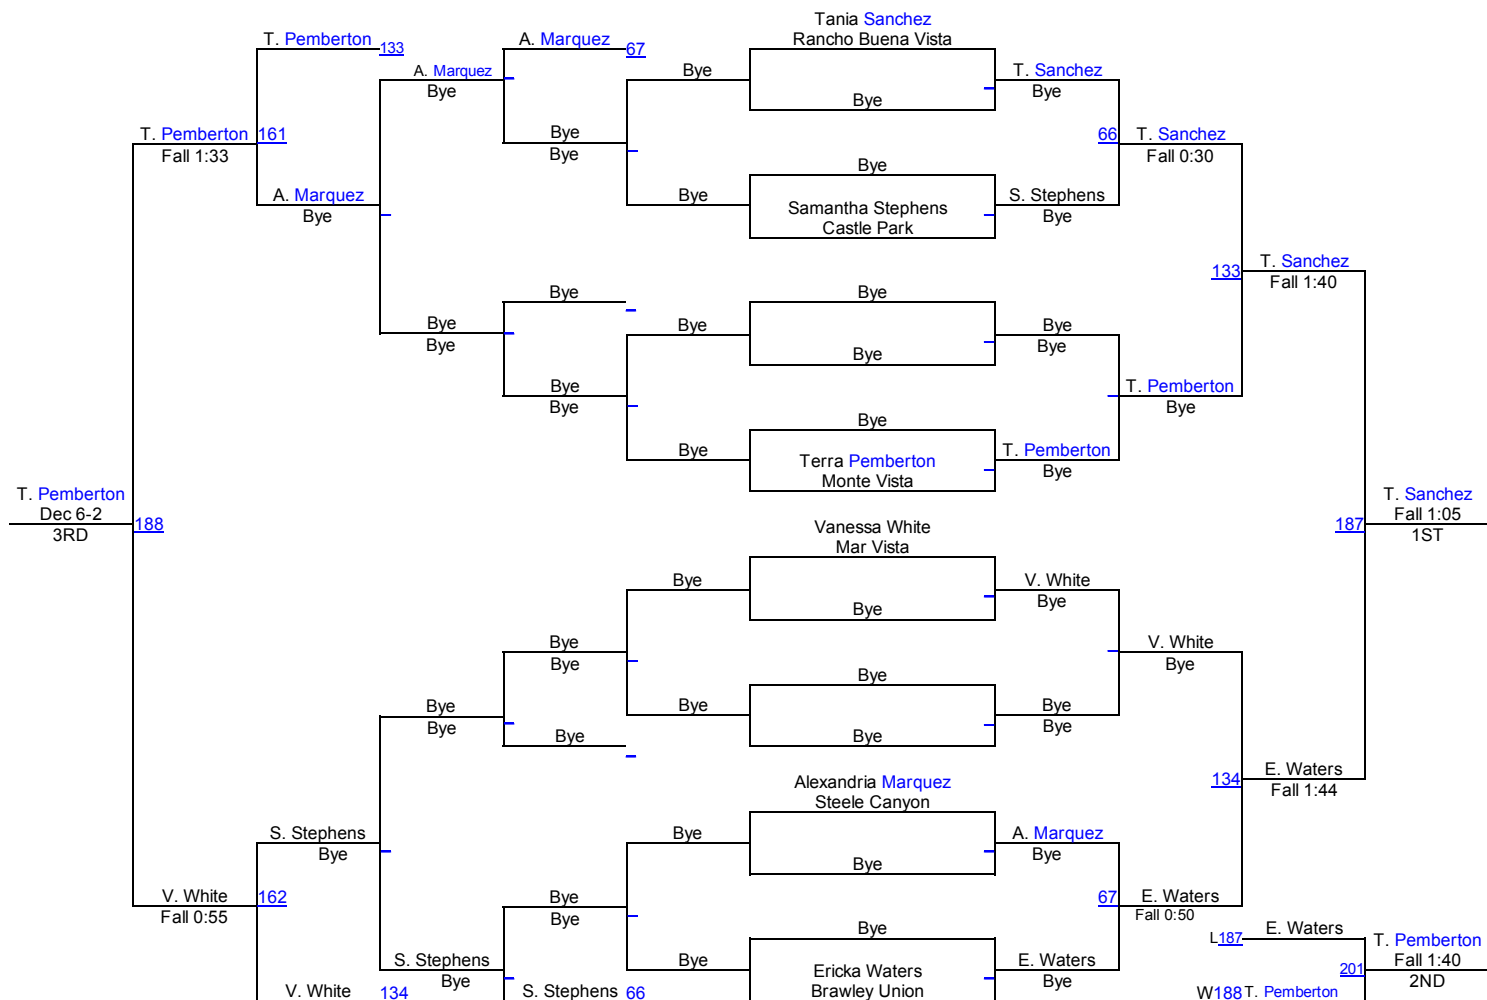 Tania Sanchez
T. Pemberton 133 A. Marquez 67 Rancho Buena Vista
A. Marquez Bye T. Sanchez
Bye Bye Bye
T. Pemberton 161 Bye 66 T. Sanchez
Fall 1:33 Bye Fall 0:30
Bye
A. Marquez Bye S. Stephens
Bye Samantha Stephens Bye
Castle Park
133 T. Sanchez
Fall 1:40
Bye Bye
Bye Bye Bye
Bye Bye Bye
Bye T. Pemberton
Bye Bye
Bye
Bye T. Pemberton
Terra Pemberton Bye
Monte Vista
T. Pemberton T. Sanchez
Dec 6-2 188 187 Fall 1:05
3RD 1ST
Vanessa White
Mar Vista
Bye V. White
Bye Bye
Bye V. White
Bye Bye
Bye
Bye Bye Bye
Bye Bye
Bye
134 E. Waters
Fall 1:44
Alexandria Marquez
Steele Canyon
S. Stephens Bye A. Marquez
Bye Bye Bye
V. White 162 Bye 67 E. Waters
Fall 0:55 Bye Fall 0:50
Bye L187 E. Waters
S. Stephens Bye E. Waters T. Pemberton
Bye Ericka Waters Bye 201 Fall 1:40
V. White 134 S. Stephens 66 Brawley Union W188 T. Pemberton 2ND